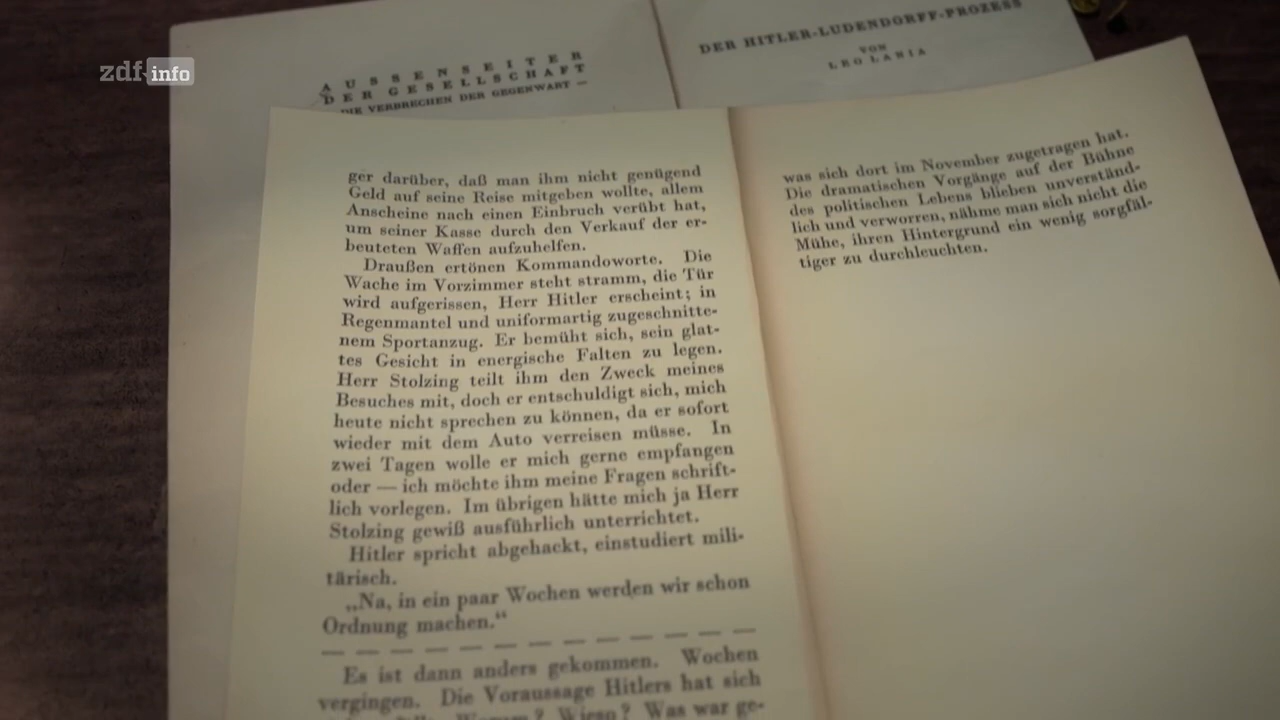 zdf info
AUSSENSEITER
DER GESELLSCHAFT
DIE VERBRECHEN DER GEGENWART —
DER HITLER-LUDENDORFF-PROZESS
VON
LEO LANIA
ger darüber, daß man ihm nicht genügend
Geld auf seine Reise mitgeben wollte, allem
Anscheine nach einen Einbruch verübt hat,
um seiner Kasse durch den Verkauf der er-
beuteten Waffen aufzuhelfen.
Draußen ertönen Kommandoworte. Die
Wache im Vorzimmer steht stramm, die Tür
wird aufgerissen, Herr Hitler erscheint; in
Regenmantel und uniformartig zugeschnitte-
nem Sportanzug. Er bemüht sich, sein glat-
tes Gesicht in energische Falten zu legen.
Herr Stolzing teilt ihm den Zweck meines
Besuches mit, doch er entschuldigt sich, mich
heute nicht sprechen zu können, da er sofort
wieder mit dem Auto verreisen müsse. In
zwei Tagen wolle er mich gerne empfangen
oder — ich möchte ihm meine Fragen schrift-
lich vorlegen. Im übrigen hätte mich ja Herr
Stolzing gewiß ausführlich unterrichtet.
Hitler spricht abgehackt, einstudiert mili-
tärisch.
„Na, in ein paar Wochen werden wir schon
Ordnung machen.“
Es ist dann anders gekommen. Wochen
vergingen. Die Voraussage Hitlers hat sich
Warum? Wieso? Was war ge-
was sich dort im November zugetragen hat.
Die dramatischen Vorgänge auf der Bühne
des politischen Lebens blieben unverständ-
lich und verworren, nähme man sich nicht die
Mühe, ihren Hintergrund ein wenig sorgfäl-
tiger zu durchleuchten.